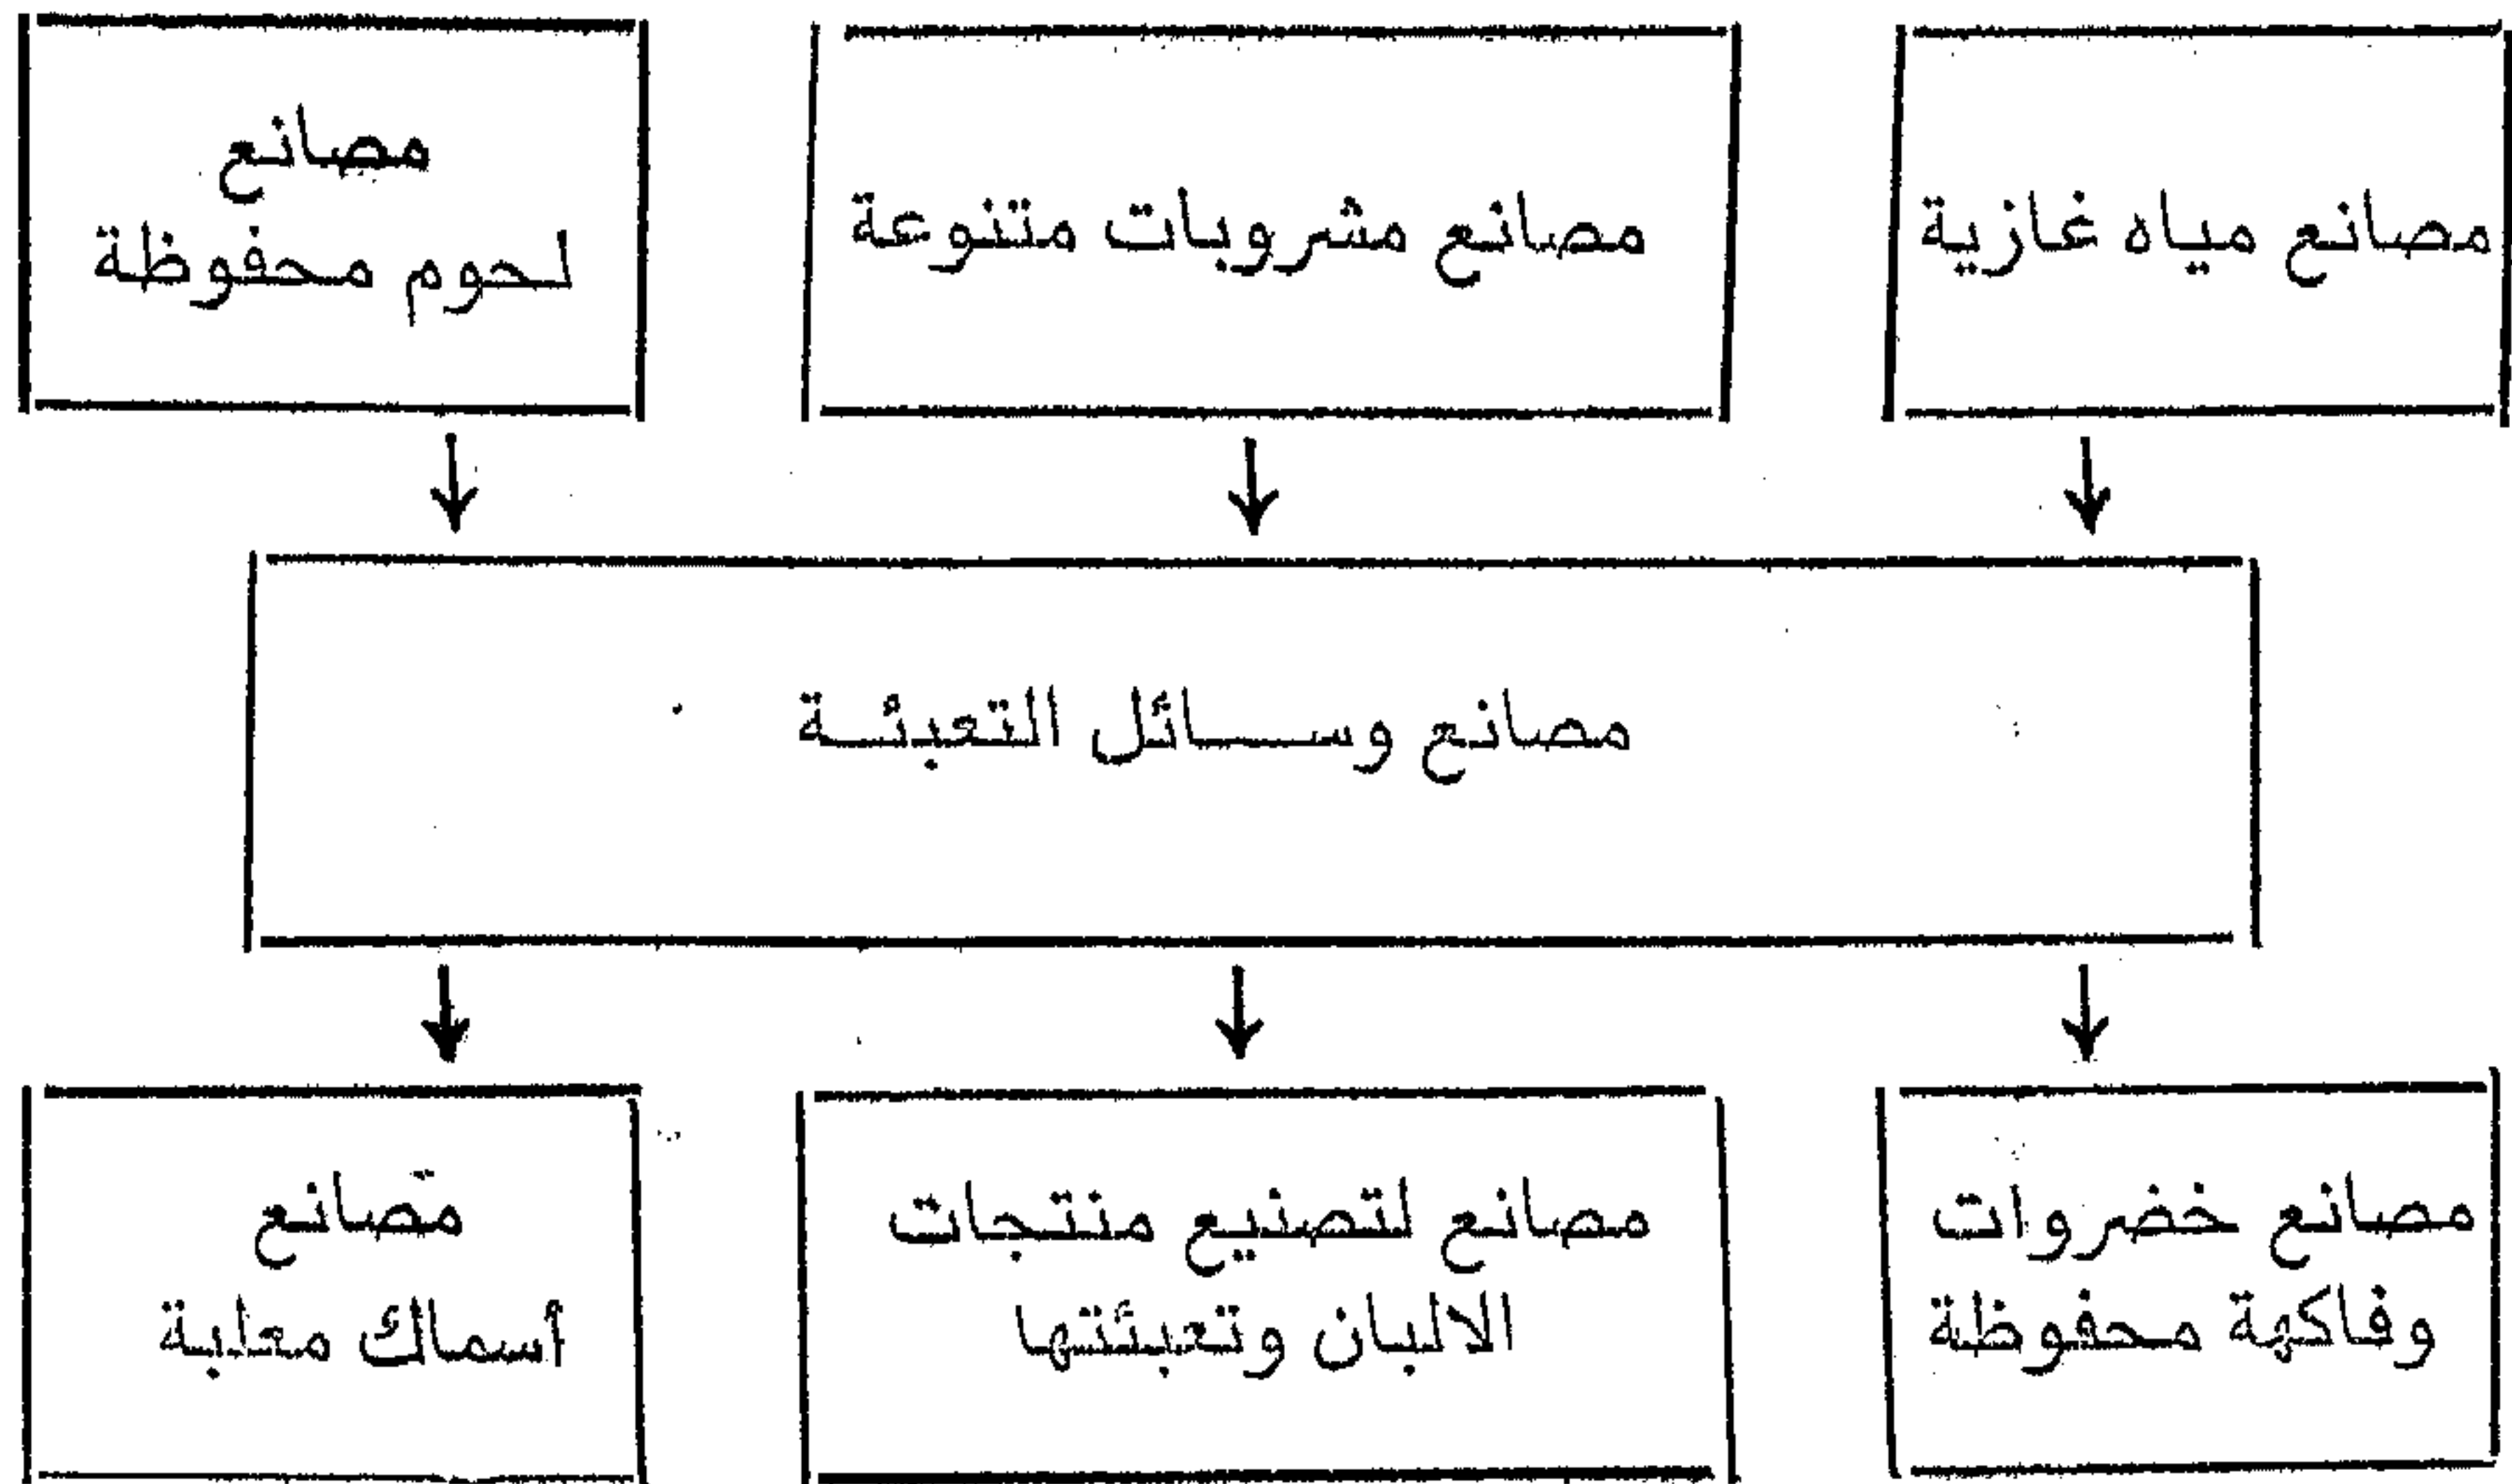 مصانع مياه غازية
مصانع مشروبات متنوعة
مصانع
لحوم محفوظة
مصانع وسائل التعبئة
مصانع خضروات
وفاكهة محفوظة
مصانع لتصنيع منتجات
الالبان وتعبئتها
مصانع
أسماك معلبة